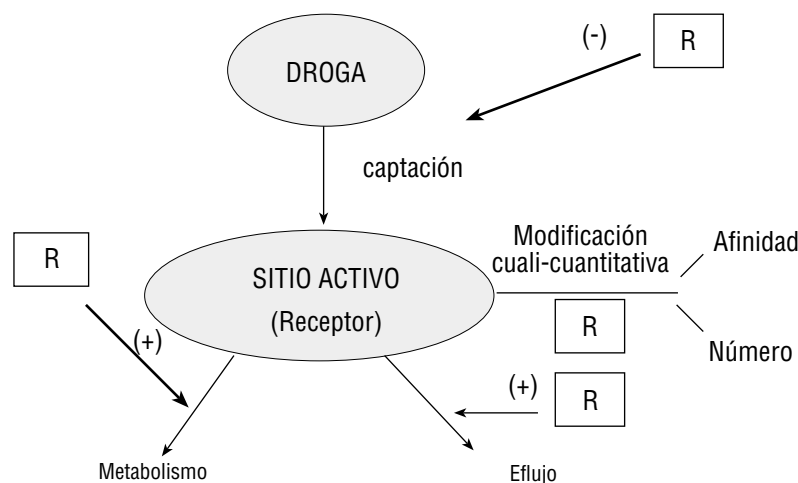 (-)
R
DROGA
captación
R
(+)
SITIO ACTIVO
(Receptor)
Modificación
cuali-cuantitativa
R
Afinidad
Número
(+)
R
Metabolismo
Eflujo